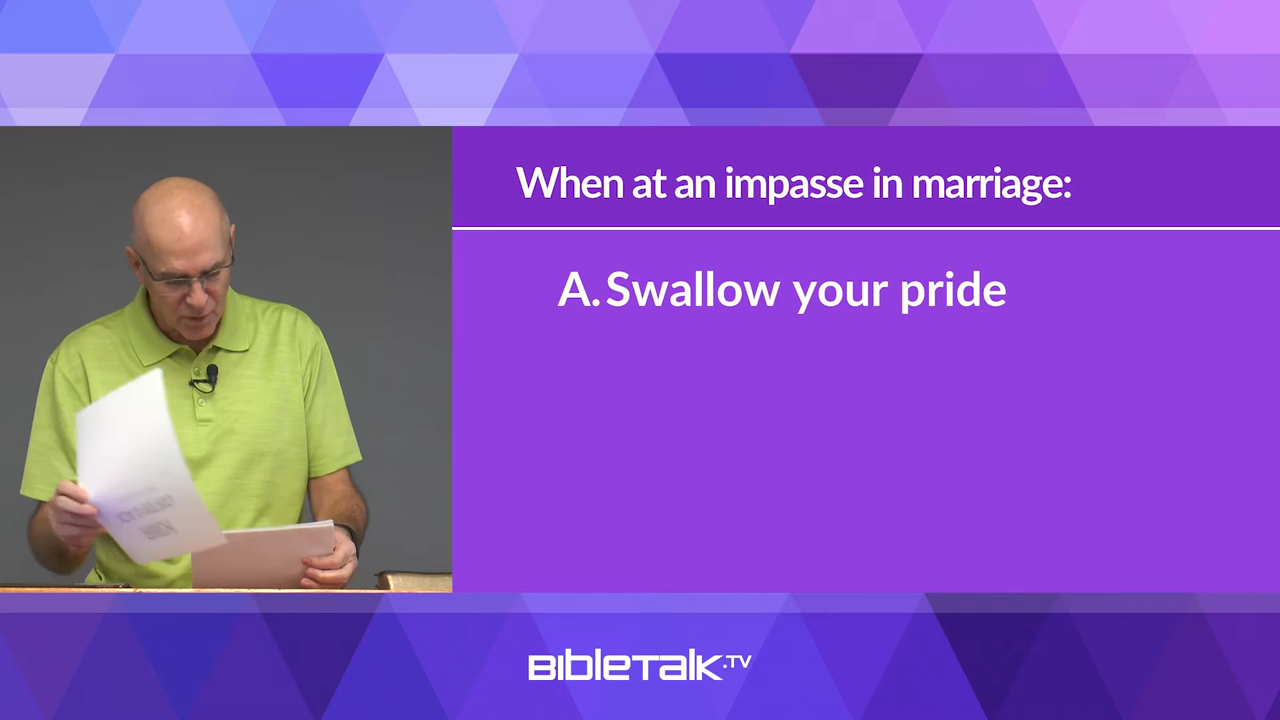 When at an impasse in marriage:
A. Swallow your pride
BibleTalk.TV